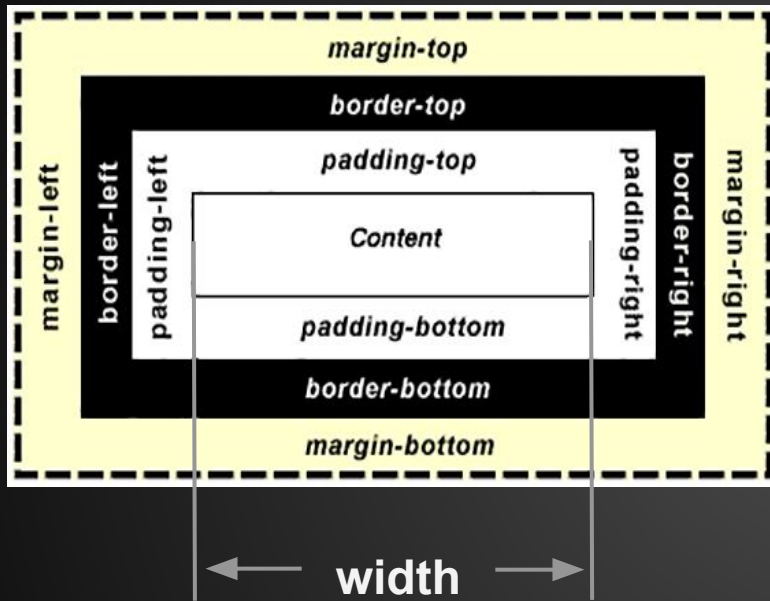 margin-top
border-top
padding-top
margin-left
border-left
padding-left
Content
padding-right
border-right
margin-right
padding-bottom
border-bottom
margin-bottom
width